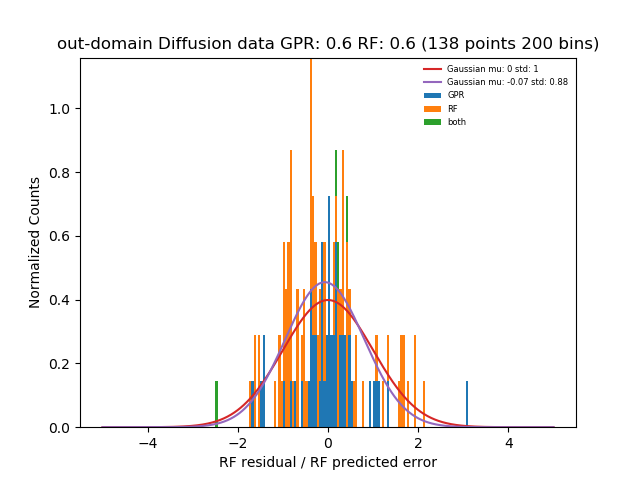 out-domain Diffusion data GPR: 0.6 RF: 0.6 (138 points 200 bins)
Gaussian mu: 0 std: 1
Gaussian mu: -0.07 std: 0.88
GPR
RF
both
Normalized Counts
1.0
0.8
0.6
0.4
0.2
0.0
−4 −2 0 2 4
RF residual / RF predicted error